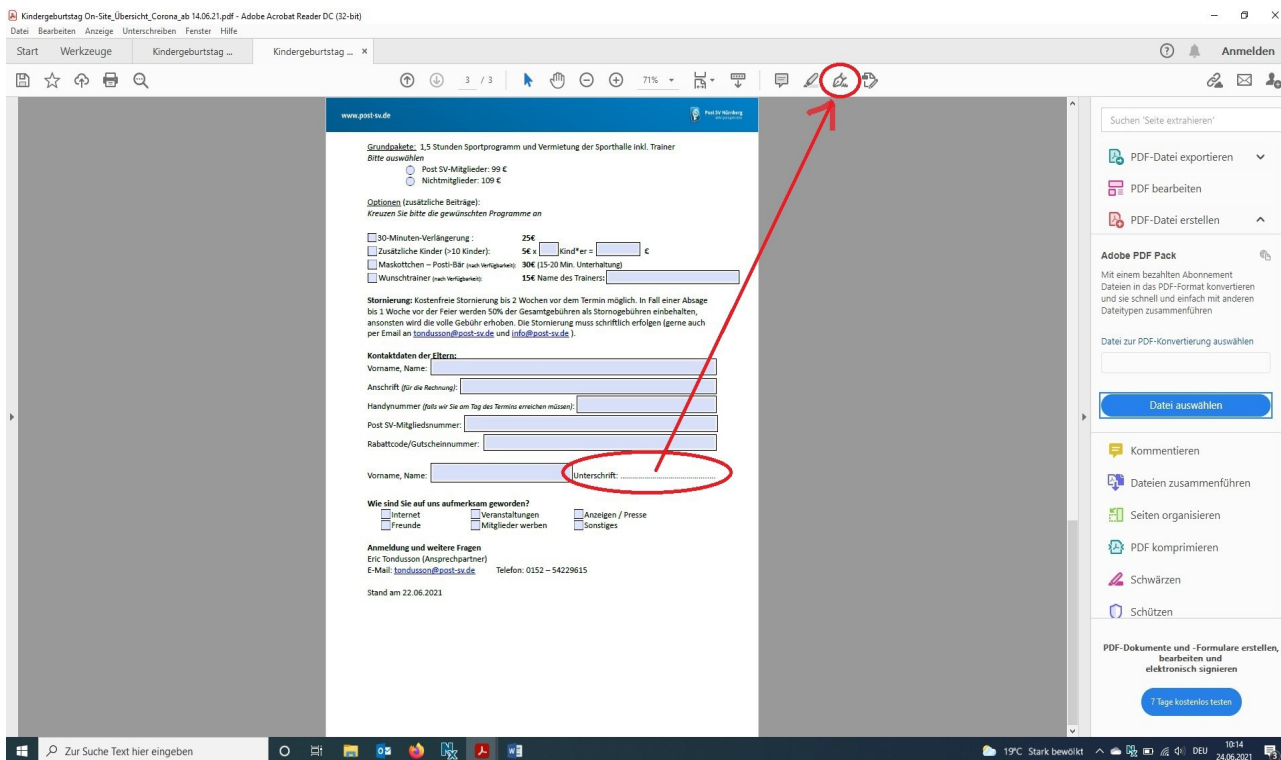 Kindergeburtstag On-Site_Übersicht_Corona_ab 14.06.21.pdf - Adobe Acrobat Reader DC (32-bit)
Datei Bearbeiten Anzeige Unterschreiben Fenster Hilfe
Start Werkzeuge Kindergeburtstag ... Kindergeburtstag ... × Anmelden
3 / 3 71%
www.post-sv.de Post SV Nürnberg
Grundpakete: 1,5 Stunden Sportprogramm und Vermietung der Sporthalle inkl. Trainer
Bitte auswählen
Post SV-Mitglieder: 99 €
Nichtmitglieder: 109 €
Optionen (zusätzliche Beiträge):
Kreuzen Sie bitte die gewünschten Programme an
30-Minuten-Verlängerung : 25€
Zusätzliche Kinder (>10 Kinder): 5€ x Kind*er = €
Maskottchen – Posti-Bär (nach Verfügbarkeit): 30€ (15-20 Min. Unterhaltung)
Wunschtrainer (nach Verfügbarkeit): 15€ Name des Trainers:
Stornierung: Kostenfreie Stornierung bis 2 Wochen vor dem Termin möglich. In Fall einer Absage
bis 1 Woche vor der Feier werden 50% der Gesamtgebühren als Stornogebühren einbehalten,
ansonsten wird die volle Gebühr erhoben. Die Stornierung muss schriftlich erfolgen (gerne auch
per Email an tondusson@post-sv.de und info@post-sv.de ).
Kontaktdaten der Eltern:
Vorname, Name:
Anschrift (für die Rechnung):
Handynummer (falls wir Sie am Tag des Termins erreichen müssen):
Post SV-Mitgliedsnummer:
Rabattcode/Gutscheinnummer:
Vorname, Name: Unterschrift: ........................................
Wie sind Sie auf uns aufmerksam geworden?
Internet Veranstaltungen Anzeigen / Presse
Freunde Mitglieder werben Sonstiges
Anmeldung und weitere Fragen
Eric Tondusson (Ansprechpartner)
E-Mail: tondusson@post-sv.de Telefon: 0152 – 54229615
Stand am 22.06.2021
Suchen 'Seite extrahieren'
PDF-Datei exportieren
PDF bearbeiten
PDF-Datei erstellen
Adobe PDF Pack
Mit einem bezahlten Abonnement
Dateien in das PDF-Format konvertieren
und sie schnell und einfach mit anderen
Dateitypen zusammenführen
Datei zur PDF-Konvertierung auswählen
Datei auswählen
Kommentieren
Dateien zusammenführen
Seiten organisieren
PDF komprimieren
Schwärzen
Schützen
PDF-Dokumente und -Formulare erstellen,
bearbeiten und
elektronisch signieren
7 Tage kostenlos testen
Zur Suche Text hier eingeben 19°C Stark bewölkt DEU 10:14
24.06.2021